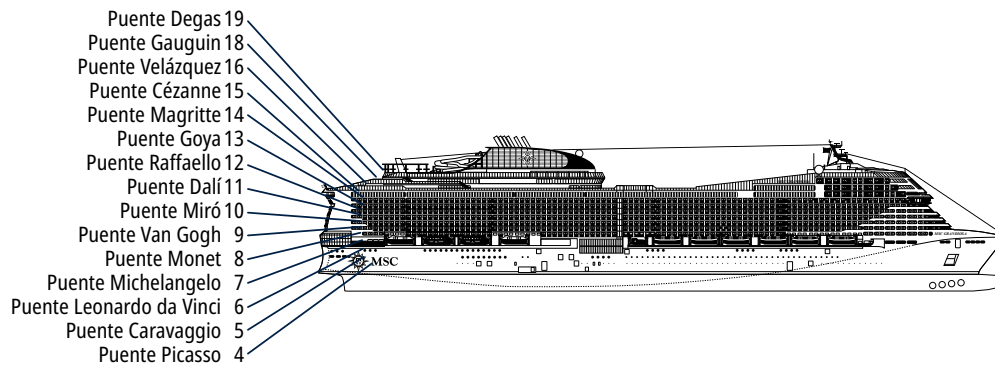 Puente Degas 19
Puente Gauguin 18
Puente Velázquez 16
Puente Cézanne 15
Puente Magritte 14
Puente Goya 13
Puente Raffaello 12
Puente Dalí 11
Puente Miró 10
Puente Van Gogh 9
Puente Monet 8
Puente Michelangelo 7
Puente Leonardo da Vinci 6
Puente Caravaggio 5
Puente Picasso 4
MSC